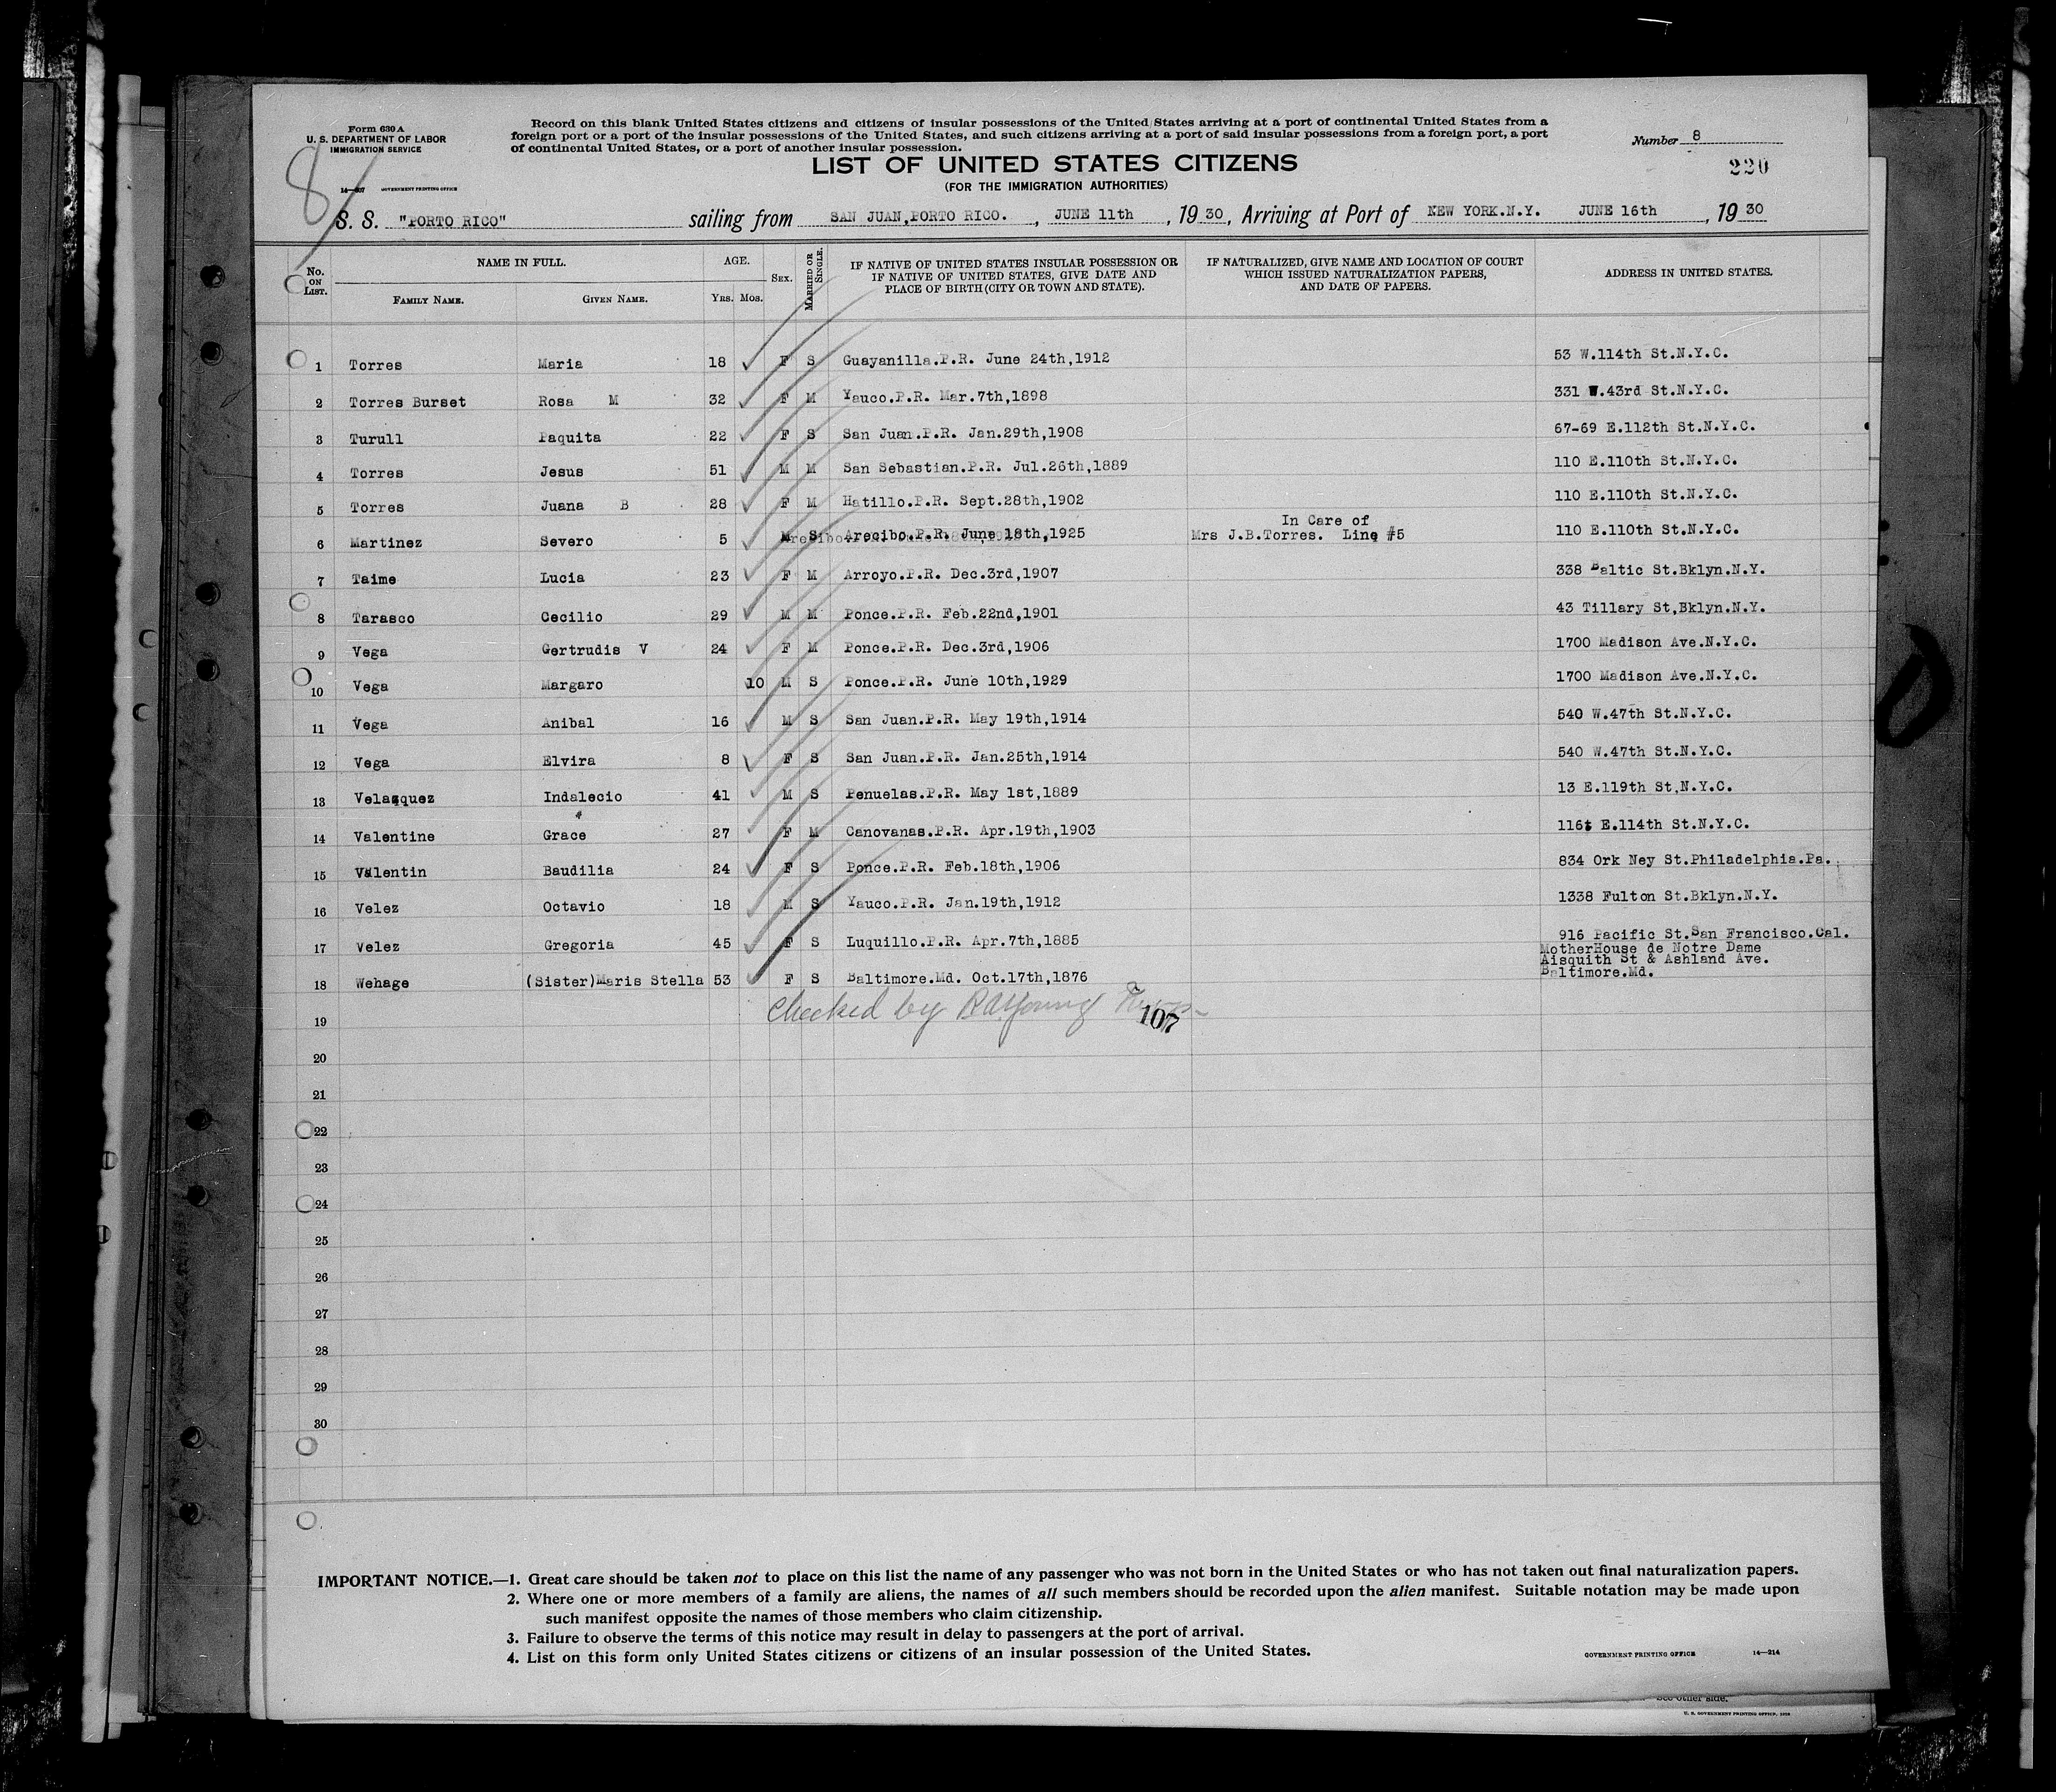 Form 630 A
U. S. DEPARTMENT OF LABOR
IMMIGRATION SERVICE
GOVERNMENT PRINTING OFFICE
8
Record on this blank United States citizens and citizens of insular possessions of the United States arriving at a port of continental United States from a
foreign port or a port of the insular possessions of the United States, and such citizens arriving at a port of said insular possessions from a foreign port, a port
of continental United States, or a port of another insular possession.
Number 8
220
LIST OF UNITED STATES CITIZENS
(FOR THE IMMIGRATION AUTHORITIES)
S. S. "PORTO RICO" sailing from SAN JUAN,PORTO RICO. , JUNE 11th , 19 30 , Arriving at Port of NEW YORK.N.Y. JUNE 16th , 19 30
No. ON LIST. NAME IN FULL. FAMILY NAME. GIVEN NAME. AGE. YRS. MOS. SEX. MARRIED OR SINGLE. IF NATIVE OF UNITED STATES INSULAR POSSESSION OR IF NATIVE OF UNITED STATES, GIVE DATE AND PLACE OF BIRTH (CITY OR TOWN AND STATE). IF NATURALIZED, GIVE NAME AND LOCATION OF COURT WHICH ISSUED NATURALIZATION PAPERS, AND DATE OF PAPERS. ADDRESS IN UNITED STATES.
1 Torres Maria 18 F S Guayanilla.P.R. June 24th,1912 53 W.114th St.N.Y.C.
2 Torres Burset Rosa M 32 F M Yauco.P.R. Mar.7th,1898 331 W.43rd St.N.Y.C.
3 Turull Paquita 22 F S San Juan.P.R. Jan.29th,1908 67-69 E.112th St.N.Y.C.
4 Torres Jesus 51 M M San Sebastian.P.R. Jul.26th,1889 110 E.110th St.N.Y.C.
5 Torres Juana B 28 F M Hatillo.P.R. Sept.28th,1902 110 E.110th St.N.Y.C.
6 Martinez Severo 5 M S Arecibo.P.R. June 18th,1925 In Care of Mrs J.B.Torres. Line #5 110 E.110th St.N.Y.C.
7 Taime Lucia 23 F M Arroyo.P.R. Dec.3rd,1907 338 Baltic St.Bklyn.N.Y.
8 Tarasco Cecilio 29 M M Ponce.P.R. Feb.22nd,1901 43 Tillary St,Bklyn.N.Y.
9 Vega Gertrudis V 24 F M Ponce.P.R. Dec.3rd,1906 1700 Madison Ave.N.Y.C.
10 Vega Margaro 10 M S Ponce.P.R. June 10th,1929 1700 Madison Ave.N.Y.C.
11 Vega Anibal 16 M S San Juan.P.R. May 19th,1914 540 W.47th St.N.Y.C.
12 Vega Elvira 8 F S San Juan.P.R. Jan.25th,1914 540 W.47th St.N.Y.C.
13 Velazquez Indalecio 41 M S Penuelas.P.R. May 1st,1889 13 E.119th St,N.Y.C.
14 Valentine Grace 27 F M Canovanas.P.R. Apr.19th,1903 116t E.114th St.N.Y.C.
15 Valentin Baudilia 24 F S Ponce.P.R. Feb.18th,1906 834 Ork Ney St.Philadelphia.Pa.
16 Velez Octavio 18 M S Yauco.P.R. Jan.19th,1912 1338 Fulton St.Bklyn.N.Y.
17 Velez Gregoria 45 F S Luquillo.P.R. Apr.7th,1885 916 Pacific St.San Francisco.Cal.
18 Wehage (Sister)Maris Stella 53 F S Baltimore.Md. Oct.17th,1876 MotherHouse de Notre Dame Aisquith St & Ashland Ave. Baltimore.Md.
Checked by R A Young
107
19
20
21
22
23
24
25
26
27
28
29
30
IMPORTANT NOTICE.—1. Great care should be taken not to place on this list the name of any passenger who was not born in the United States or who has not taken out final naturalization papers.
2. Where one or more members of a family are aliens, the names of all such members should be recorded upon the alien manifest. Suitable notation may be made upon
such manifest opposite the names of those members who claim citizenship.
3. Failure to observe the terms of this notice may result in delay to passengers at the port of arrival.
4. List on this form only United States citizens or citizens of an insular possession of the United States.
GOVERNMENT PRINTING OFFICE 14—214
See other side.